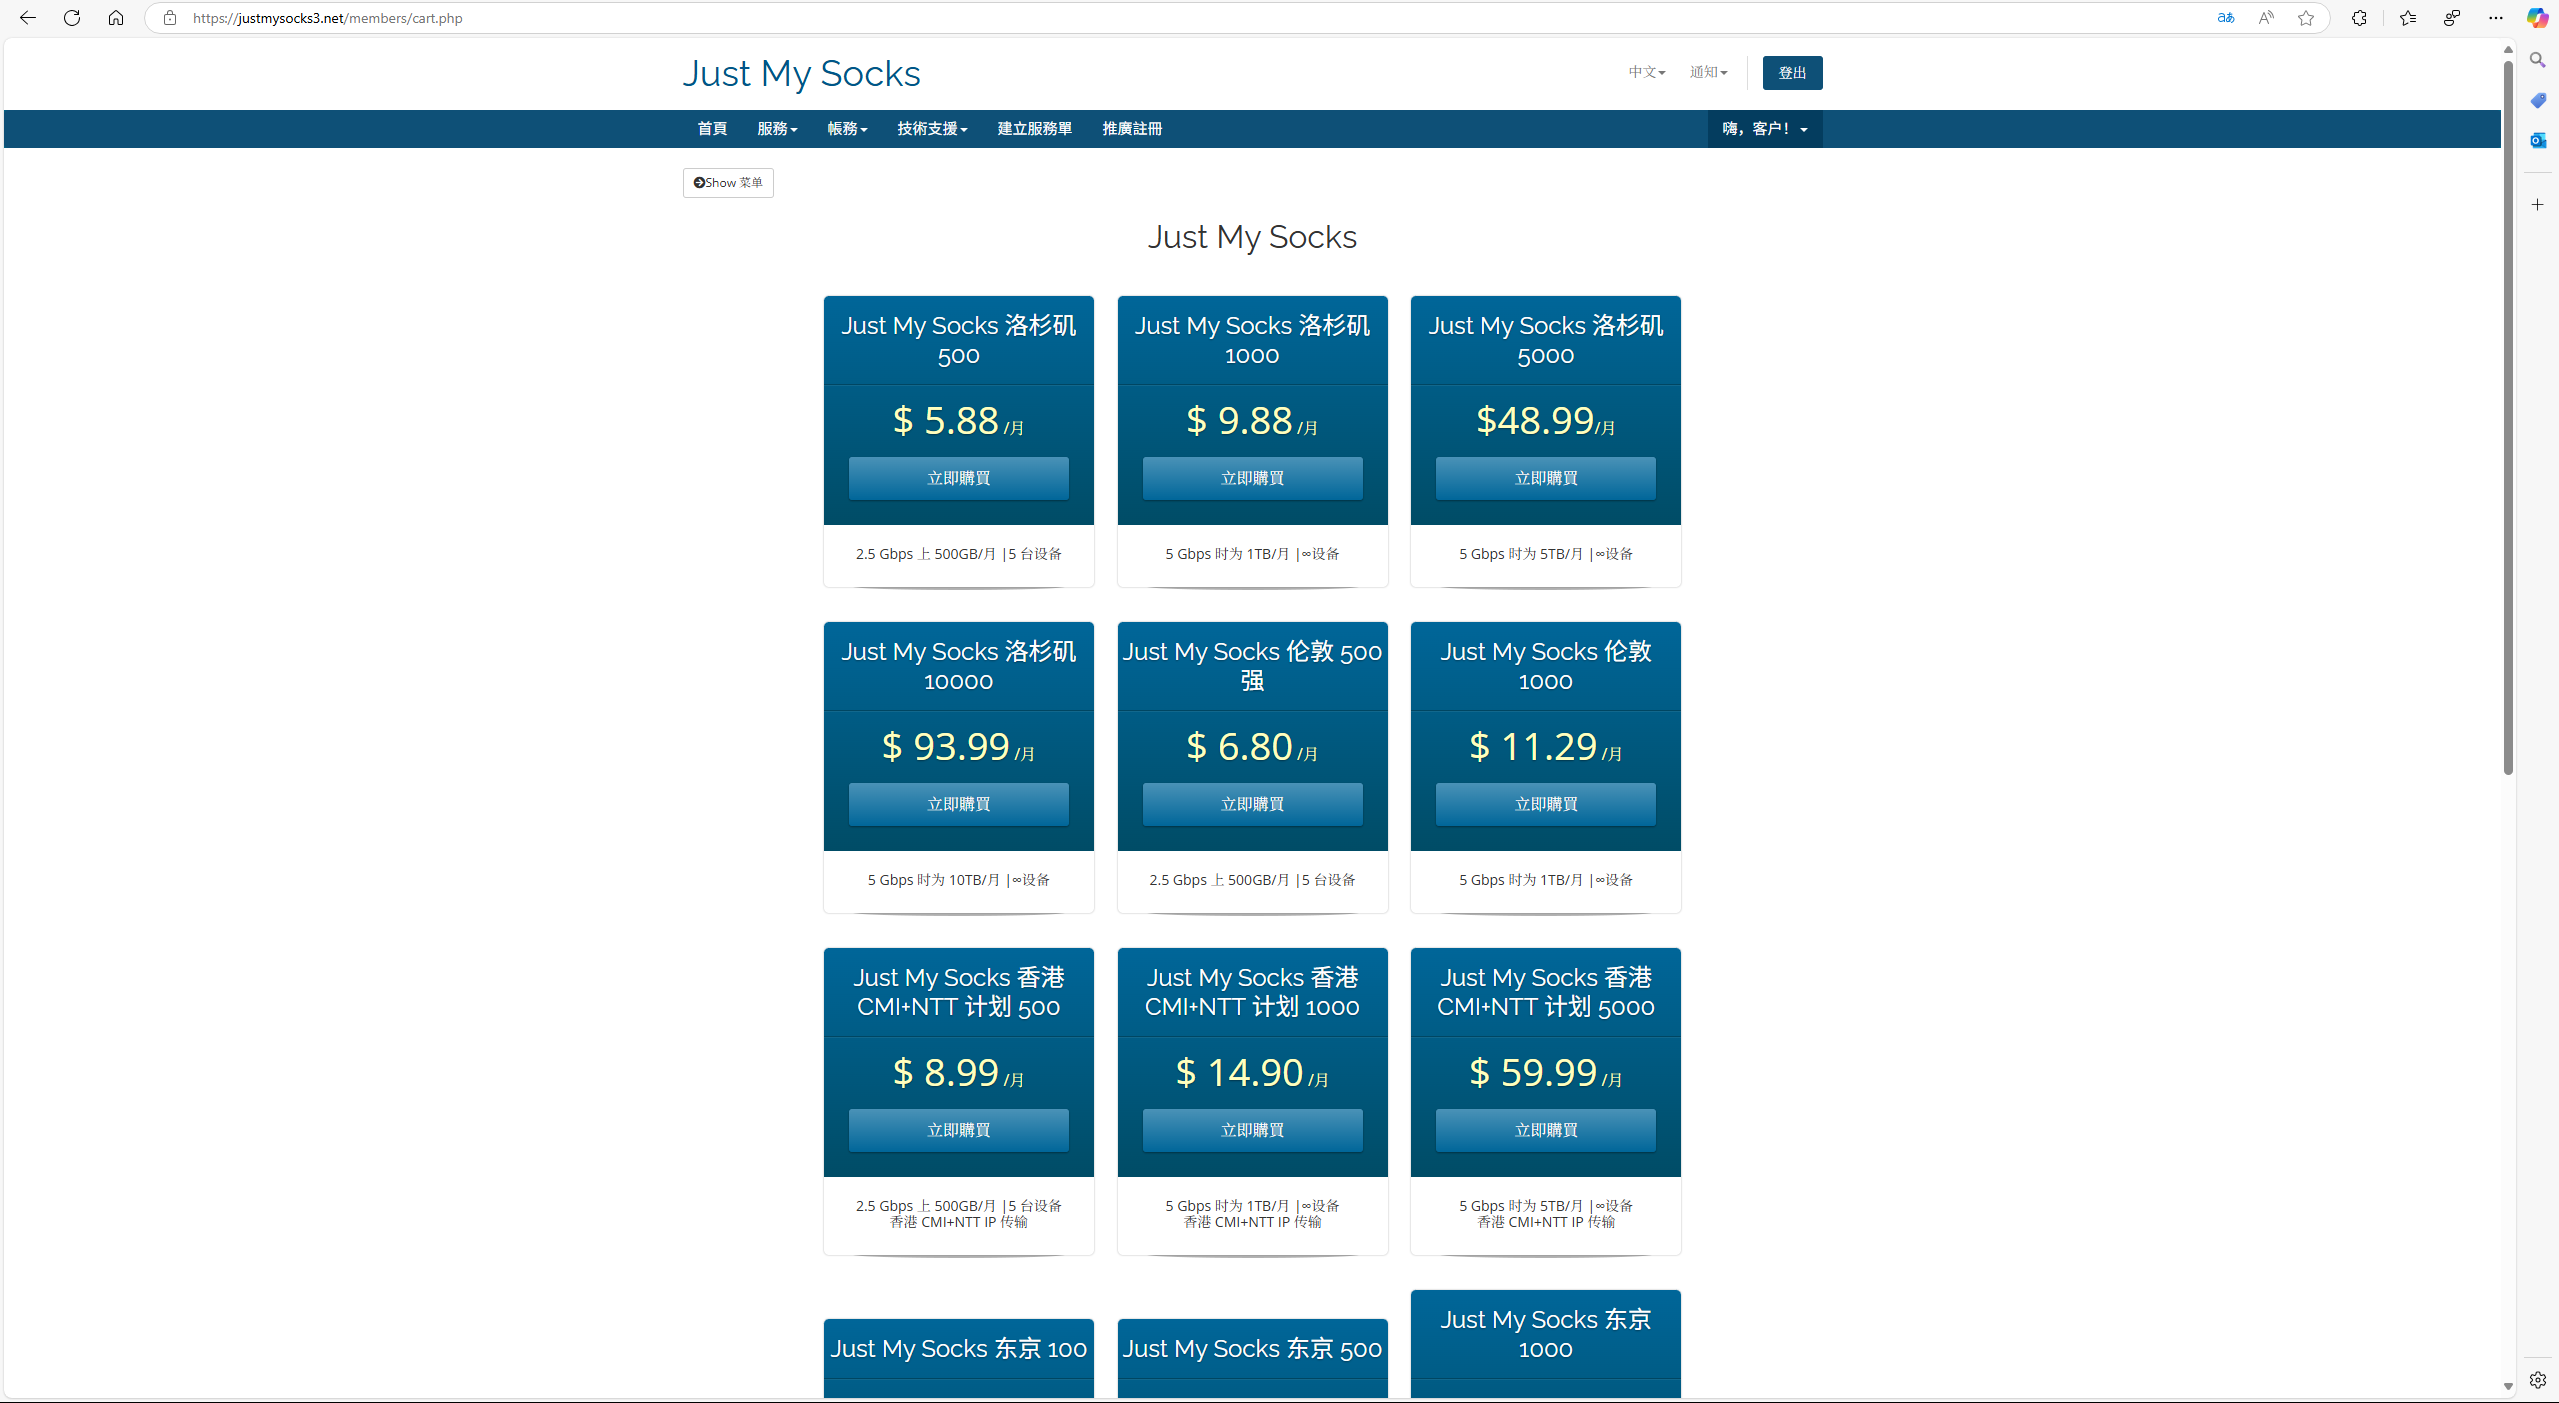 https://justmysocks3.net/members/cart.php
Just My Socks
中文
通知
登出
首頁
服務
帳務
技術支援
建立服務單
推廣註冊
嗨，客户！
Show 菜单
Just My Socks
Just My Socks 洛杉矶
500
$ 5.88 /月
立即購買
2.5 Gbps 上 500GB/月 |5 台设备
Just My Socks 洛杉矶
1000
$ 9.88 /月
立即購買
5 Gbps 时为 1TB/月 |∞设备
Just My Socks 洛杉矶
5000
$48.99/月
立即購買
5 Gbps 时为 5TB/月 |∞设备
Just My Socks 洛杉矶
10000
$ 93.99 /月
立即購買
5 Gbps 时为 10TB/月 |∞设备
Just My Socks 伦敦 500
强
$ 6.80 /月
立即購買
2.5 Gbps 上 500GB/月 |5 台设备
Just My Socks 伦敦
1000
$ 11.29 /月
立即購買
5 Gbps 时为 1TB/月 |∞设备
Just My Socks 香港
CMI+NTT 计划 500
$ 8.99 /月
立即購買
2.5 Gbps 上 500GB/月 |5 台设备
香港 CMI+NTT IP 传输
Just My Socks 香港
CMI+NTT 计划 1000
$ 14.90 /月
立即購買
5 Gbps 时为 1TB/月 |∞设备
香港 CMI+NTT IP 传输
Just My Socks 香港
CMI+NTT 计划 5000
$ 59.99 /月
立即購買
5 Gbps 时为 5TB/月 |∞设备
香港 CMI+NTT IP 传输
Just My Socks 东京 100
Just My Socks 东京 500
Just My Socks 东京
1000